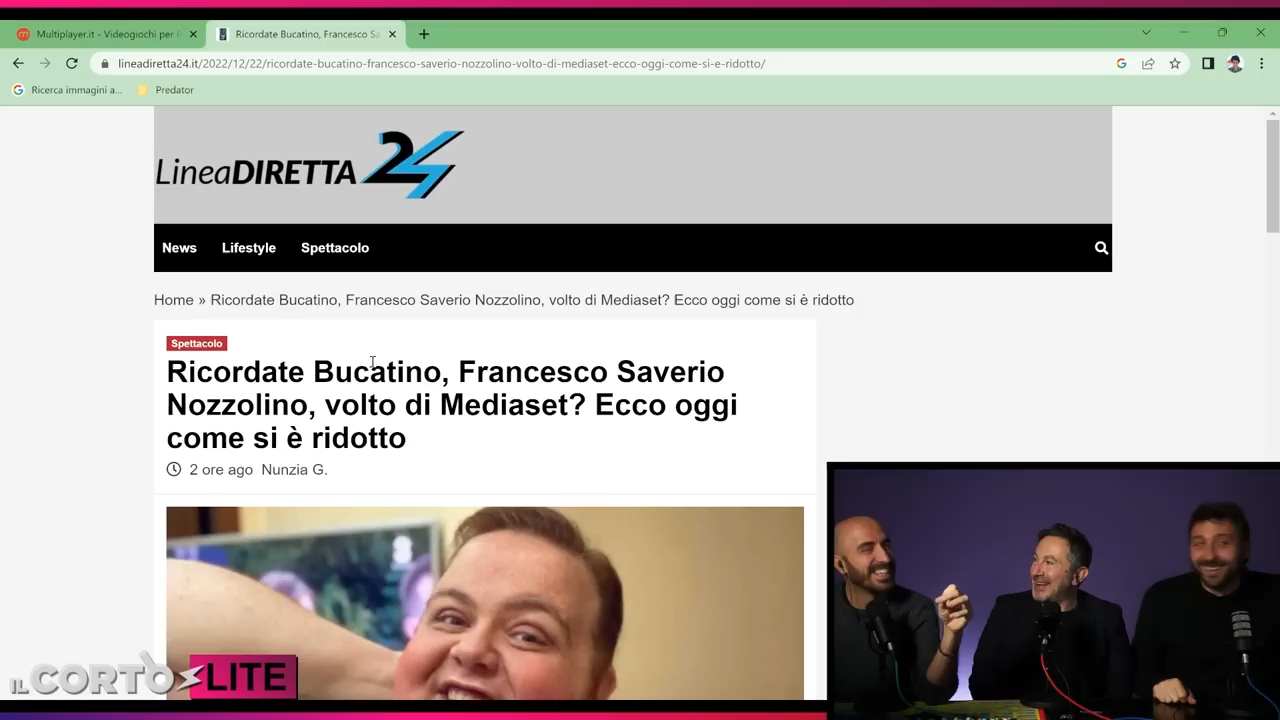 Multiplayer.it - Videogiochi per
Ricordate Bucatino, Francesco Sa
lineadiretta24.it/2022/12/22/ricordate-bucatino-francesco-saverio-nozzolino-volto-di-mediaset-ecco-oggi-come-si-e-ridotto/
Ricerca immagini a...
Predator
LineaDIRETTA 24
News Lifestyle Spettacolo
Home » Ricordate Bucatino, Francesco Saverio Nozzolino, volto di Mediaset? Ecco oggi come si è ridotto
Spettacolo
Ricordate Bucatino, Francesco Saverio
Nozzolino, volto di Mediaset? Ecco oggi
come si è ridotto
2 ore ago Nunzia G.
IL CORTÒ LITE